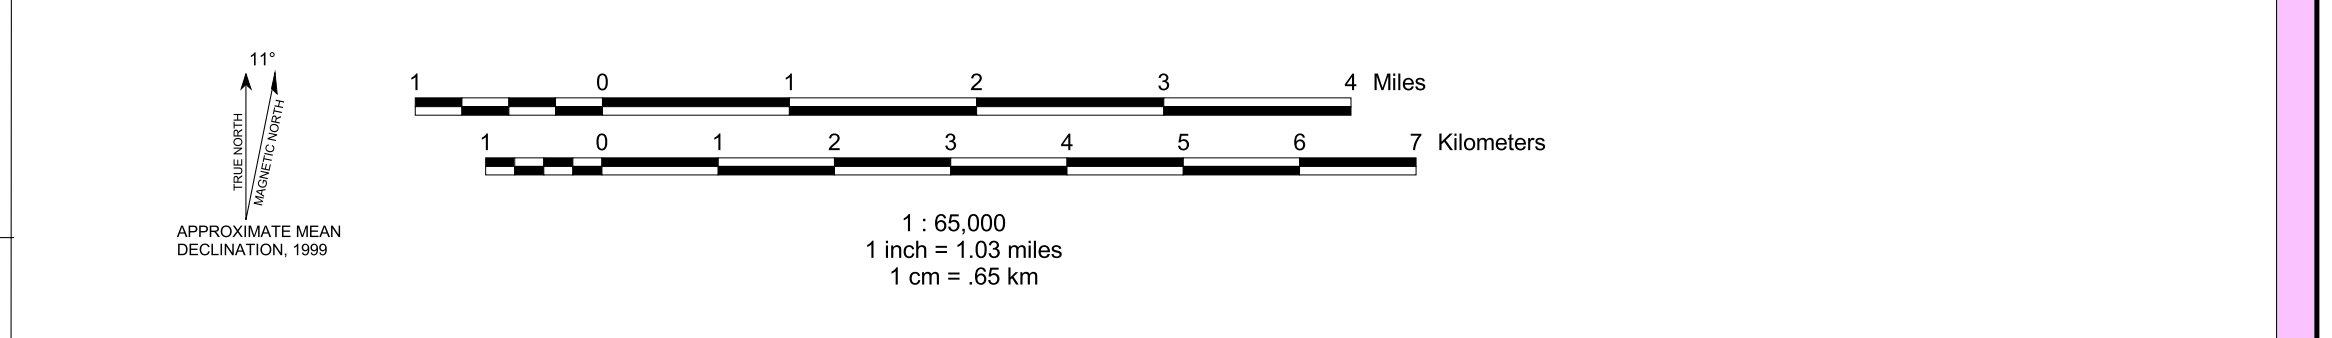 11°
TRUE NORTH
MAGNETIC NORTH
APPROXIMATE MEAN
DECLINATION, 1999
1 0 1 2 3 4 Miles
1 0 1 2 3 4 5 6 7 Kilometers
1 : 65,000
1 inch = 1.03 miles
1 cm = .65 km